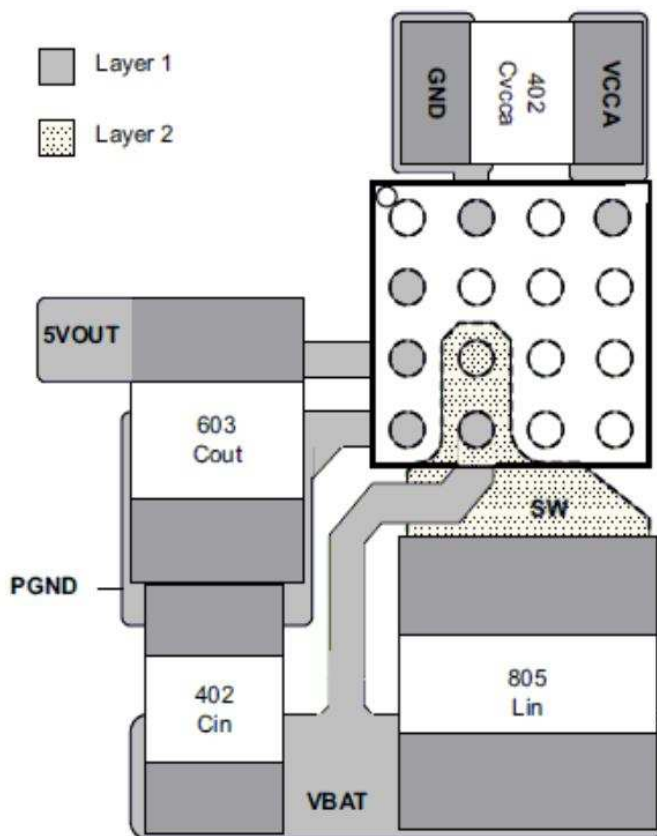 Layer 1
Layer 2
GND
402
Cvcca
VCCA
5VOUT
603
Cout
SW
PGND
402
Cin
805
Lin
VBAT